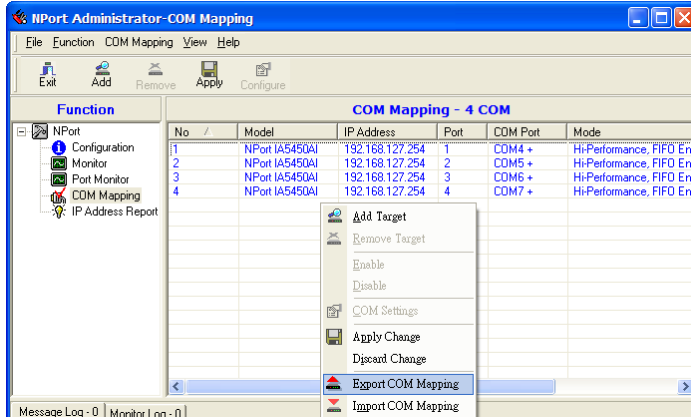 NPort Administrator-COM Mapping
File Function COM Mapping View Help
Exit Add Remove Apply Configure
Function
COM Mapping - 4 COM
NPort
Configuration
Monitor
Port Monitor
COM Mapping
IP Address Report
No Model IP Address Port COM Port Mode
1 NPort IA5450AI 192.168.127.254 1 COM4 + Hi-Performance, FIFO En
2 NPort IA5450AI 192.168.127.254 2 COM5 + Hi-Performance, FIFO En
3 NPort IA5450AI 192.168.127.254 3 COM6 + Hi-Performance, FIFO En
4 NPort IA5450AI 192.168.127.254 4 COM7 + Hi-Performance, FIFO En
Add Target
Remove Target
Enable
Disable
COM Settings
Apply Change
Discard Change
Export COM Mapping
Import COM Mapping
Message Log - 0 Monitor Log - 0